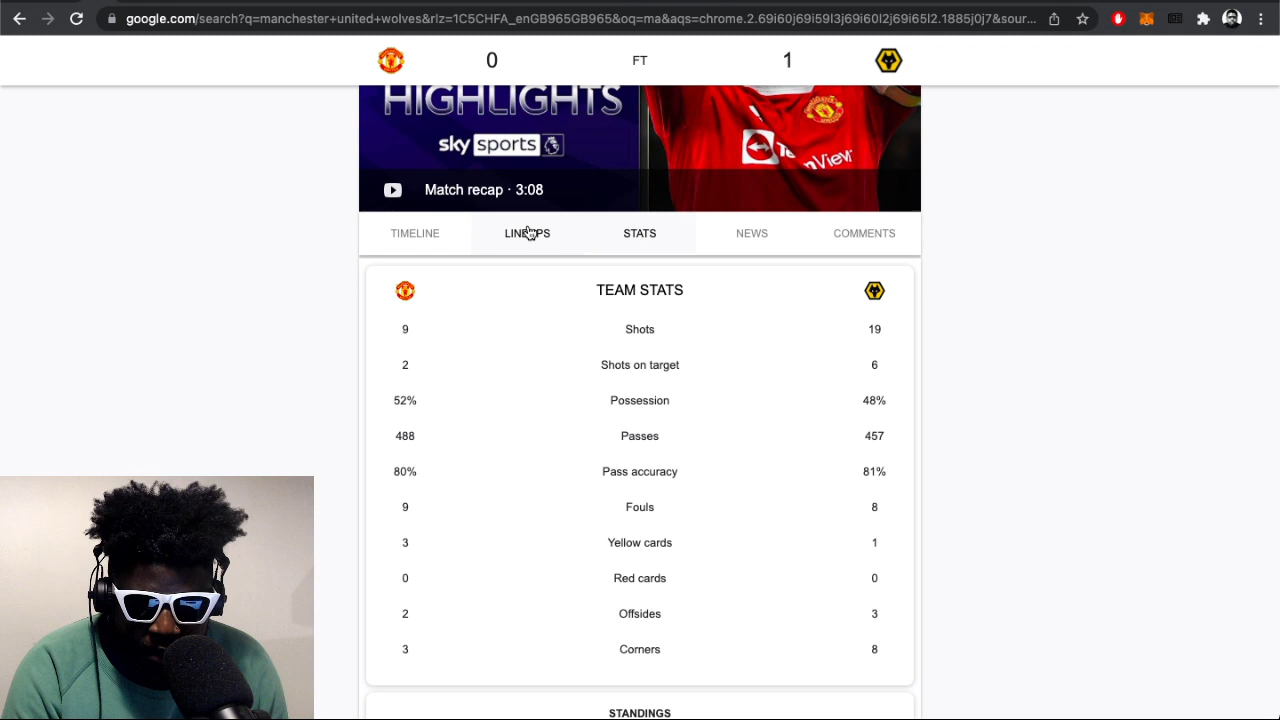 google.com/search?q=manchester+united+wolves&rlz=1C5CHFA_enGB965GB965&oq=ma&aqs=chrome.2.69i60j69i59l3j69i60l2j69i65l2.1885j0j7&sour...
0 FT 1
HIGHLIGHTS
sky sports
Match recap · 3:08
TIMELINE LINEUPS STATS NEWS COMMENTS
TEAM STATS
9 Shots 19
2 Shots on target 6
52% Possession 48%
488 Passes 457
80% Pass accuracy 81%
9 Fouls 8
3 Yellow cards 1
0 Red cards 0
2 Offsides 3
3 Corners 8
STANDINGS